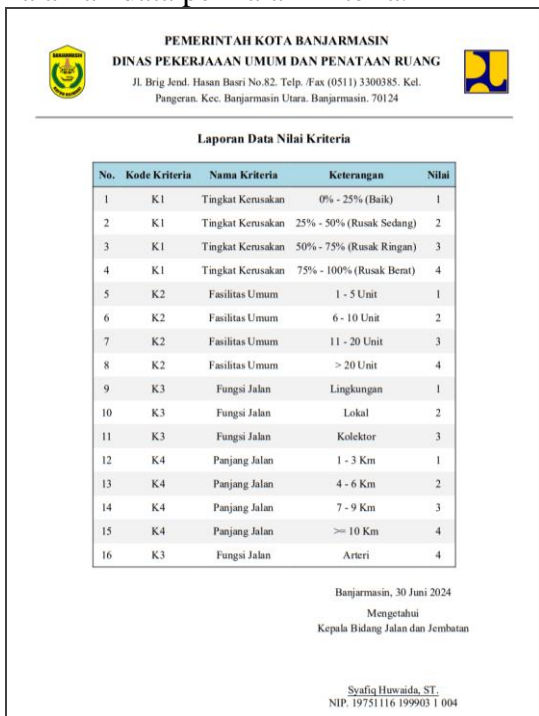 PEMERINTAH KOTA BANJARMASIN
DINAS PEKERJAAAN UMUM DAN PENATAAN RUANG
Jl. Brig Jend. Hasan Basri No.82. Telp. /Fax (0511) 3300385. Kel.
Pangeran. Kec. Banjarmasin Utara. Banjarmasin. 70124
Laporan Data Nilai Kriteria
No. Kode Kriteria Nama Kriteria Keterangan Nilai
1 K1 Tingkat Kerusakan 0% - 25% (Baik) 1
2 K1 Tingkat Kerusakan 25% - 50% (Rusak Sedang) 2
3 K1 Tingkat Kerusakan 50% - 75% (Rusak Ringan) 3
4 K1 Tingkat Kerusakan 75% - 100% (Rusak Berat) 4
5 K2 Fasilitas Umum 1 - 5 Unit 1
6 K2 Fasilitas Umum 6 - 10 Unit 2
7 K2 Fasilitas Umum 11 - 20 Unit 3
8 K2 Fasilitas Umum > 20 Unit 4
9 K3 Fungsi Jalan Lingkungan 1
10 K3 Fungsi Jalan Lokal 2
11 K3 Fungsi Jalan Kolektor 3
12 K4 Panjang Jalan 1 - 3 Km 1
13 K4 Panjang Jalan 4 - 6 Km 2
14 K4 Panjang Jalan 7 - 9 Km 3
15 K4 Panjang Jalan >= 10 Km 4
16 K3 Fungsi Jalan Arteri 4
Banjarmasin, 30 Juni 2024
Mengetahui
Kepala Bidang Jalan dan Jembatan
Syafiq Huwaida, ST.
NIP. 19751116 199903 1 004